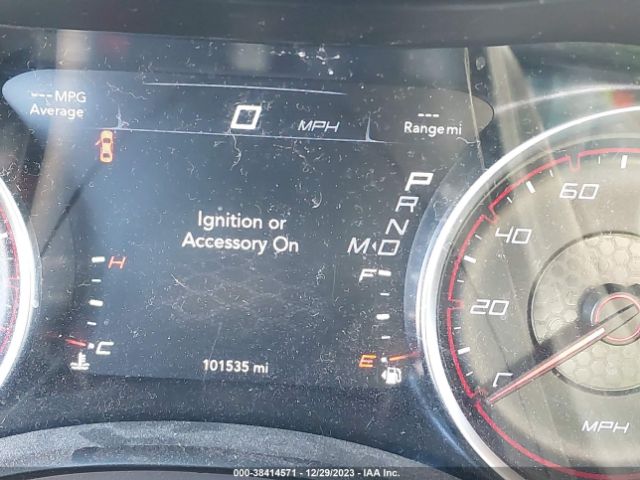 ---MPG
Average
0 MPH
---
Range mi
P
R
N
M D
Ignition or
Accessory On
H
C
F
E
101535 mi
60
40
20
MPH
000-38414571 - 12/29/2023 - IAA Inc.